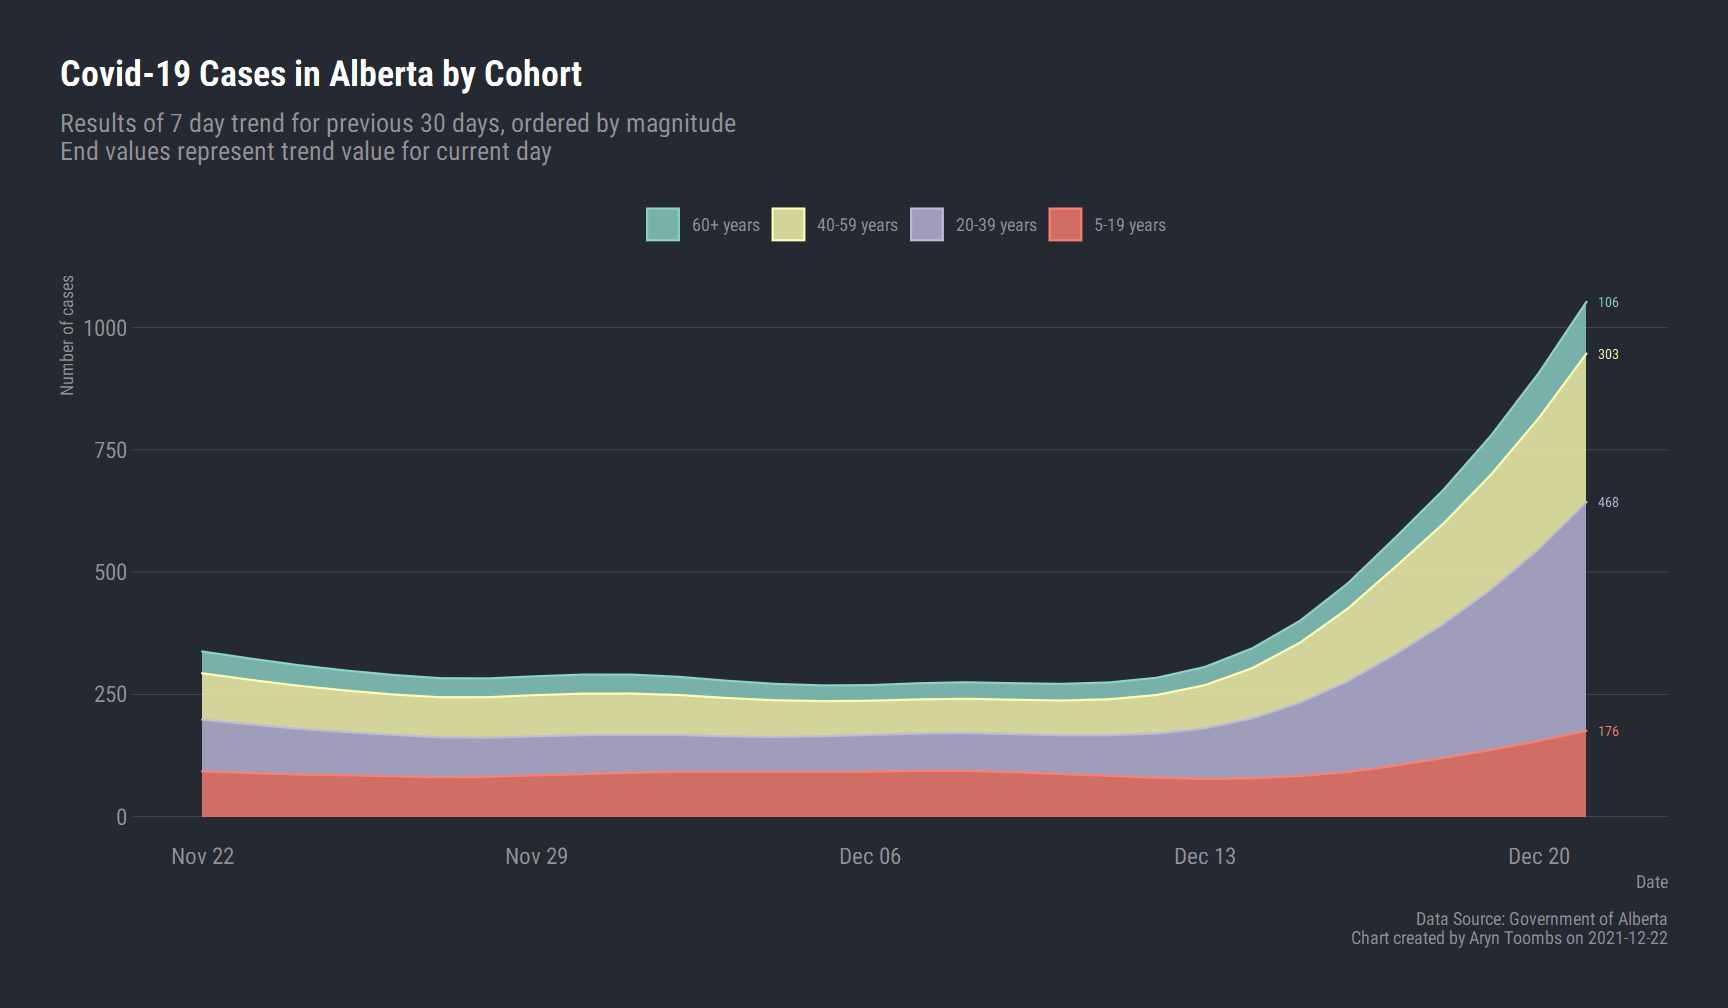 Covid-19 Cases in Alberta by Cohort
Results of 7 day trend for previous 30 days, ordered by magnitude
End values represent trend value for current day
60+ years
40-59 years
20-39 years
5-19 years
Number of cases
1000
750
500
250
0
106
303
468
176
Nov 22
Nov 29
Dec 06
Dec 13
Dec 20
Date
Data Source: Government of Alberta
Chart created by Aryn Toombs on 2021-12-22